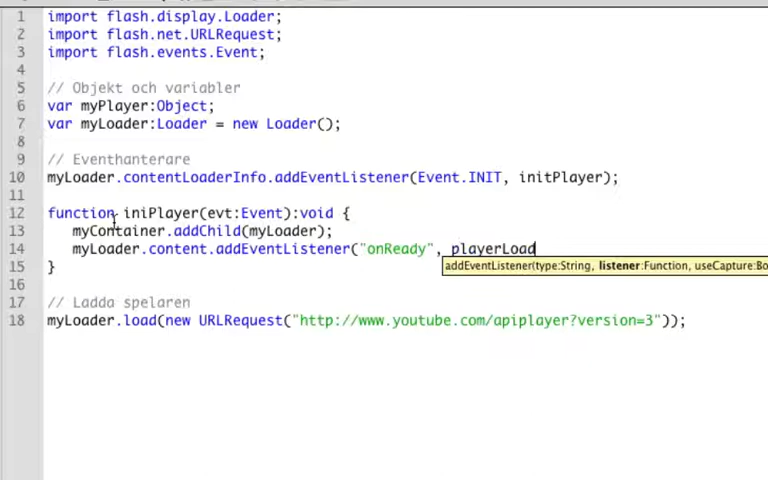 1 import flash.display.Loader;
2 import flash.net.URLRequest;
3 import flash.events.Event;
4
5 // Objekt och variabler
6 var myPlayer:Object;
7 var myLoader:Loader = new Loader();
8
9 // Eventhanterare
10 myLoader.contentLoaderInfo.addEventListener(Event.INIT, initPlayer);
11
12 function iniPlayer(evt:Event):void {
13 myContainer.addChild(myLoader);
14 myLoader.content.addEventListener("onReady", playerLoad
addEventListener(type:String, listener:Function, useCapture:Bo
15 }
16
17 // Ladda spelaren
18 myLoader.load(new URLRequest("http://www.youtube.com/apiplayer?version=3"));